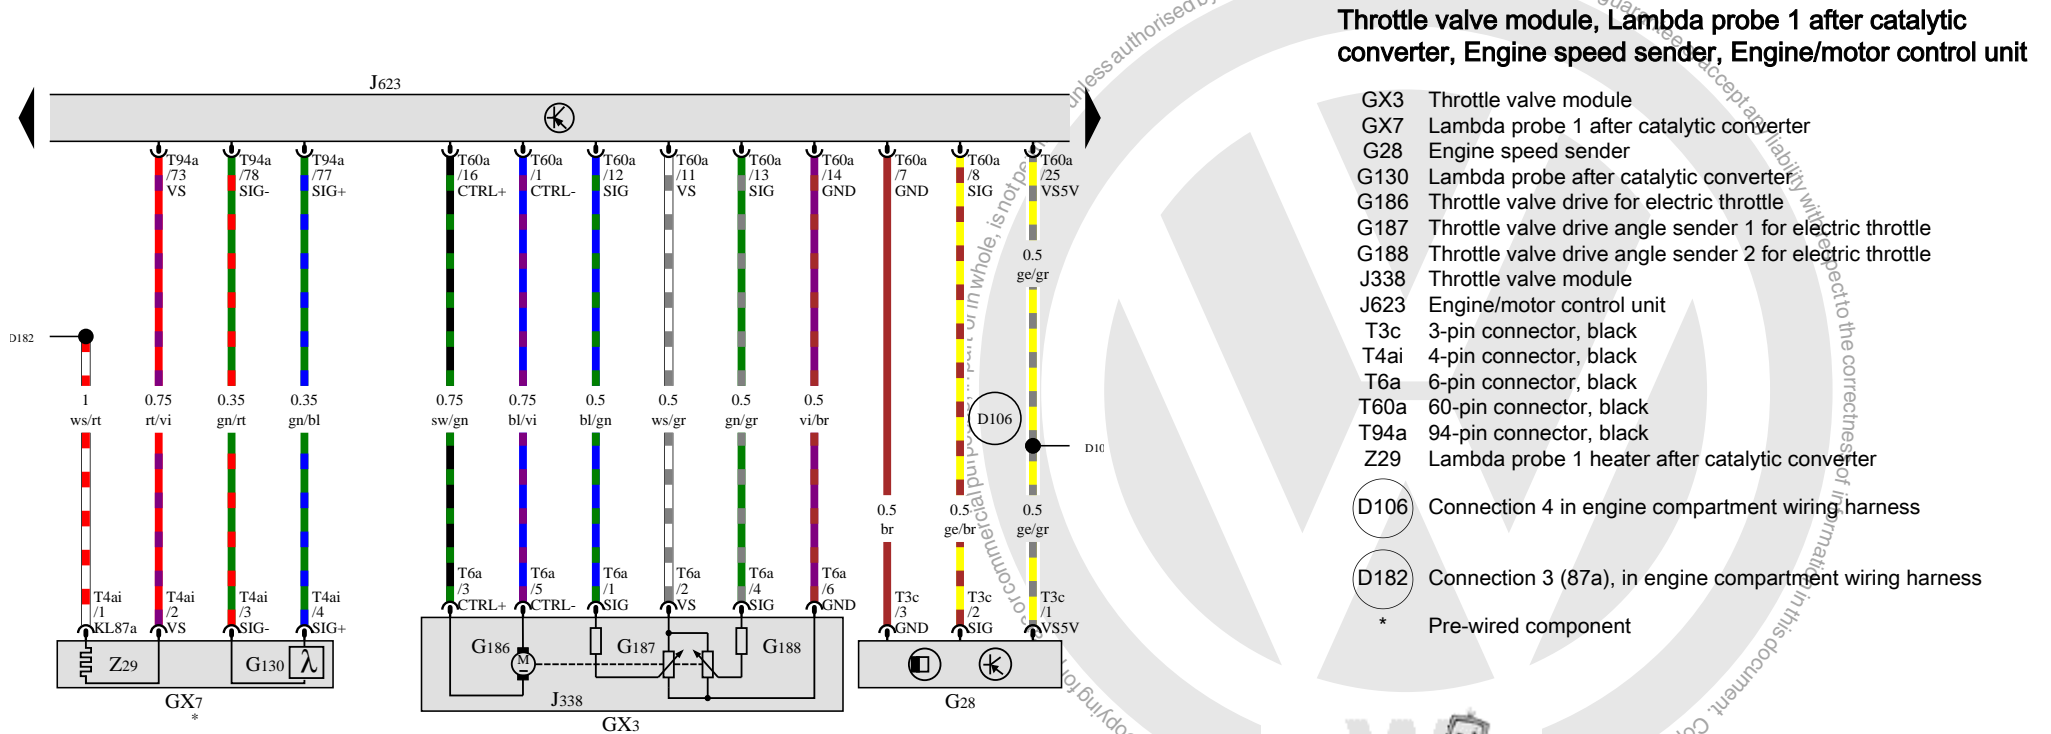 Throttle valve module, Lambda probe 1 after catalytic
converter, Engine speed sender, Engine/motor control unit
J623
T94a /73 VS
T94a /78 SIG-
T94a /77 SIG+
T60a /16 CTRL+
T60a /1 CTRL-
T60a /12 SIG
T60a /11 VS
T60a /13 SIG
T60a /14 GND
T60a /7 GND
T60a /8 SIG
T60a /25 VS5V
0.5
ge/gr
D182
1 0.75 0.35 0.35 0.75 0.75 0.5 0.5 0.5 0.5
ws/rt rt/vi gn/rt gn/bl sw/gn bl/vi bl/gn ws/gr gn/gr vi/br
D106
D10
0.5 0.5 0.5
br ge/br ge/gr
T4ai /1 KL87a
T4ai /2 VS
T4ai /3 SIG-
T4ai /4 SIG+
T6a /3 CTRL+
T6a /5 CTRL-
T6a /1 SIG
T6a /2 VS
T6a /4 SIG
T6a /6 GND
T3c /3 GND
T3c /2 SIG
T3c /1 VS5V
Z29 G130 λ
G186 M G187 G188
J338
GX7
*
GX3
G28
GX3 Throttle valve module
GX7 Lambda probe 1 after catalytic converter
G28 Engine speed sender
G130 Lambda probe after catalytic converter
G186 Throttle valve drive for electric throttle
G187 Throttle valve drive angle sender 1 for electric throttle
G188 Throttle valve drive angle sender 2 for electric throttle
J338 Throttle valve module
J623 Engine/motor control unit
T3c 3-pin connector, black
T4ai 4-pin connector, black
T6a 6-pin connector, black
T60a 60-pin connector, black
T94a 94-pin connector, black
Z29 Lambda probe 1 heater after catalytic converter
D106 Connection 4 in engine compartment wiring harness
D182 Connection 3 (87a), in engine compartment wiring harness
* Pre-wired component